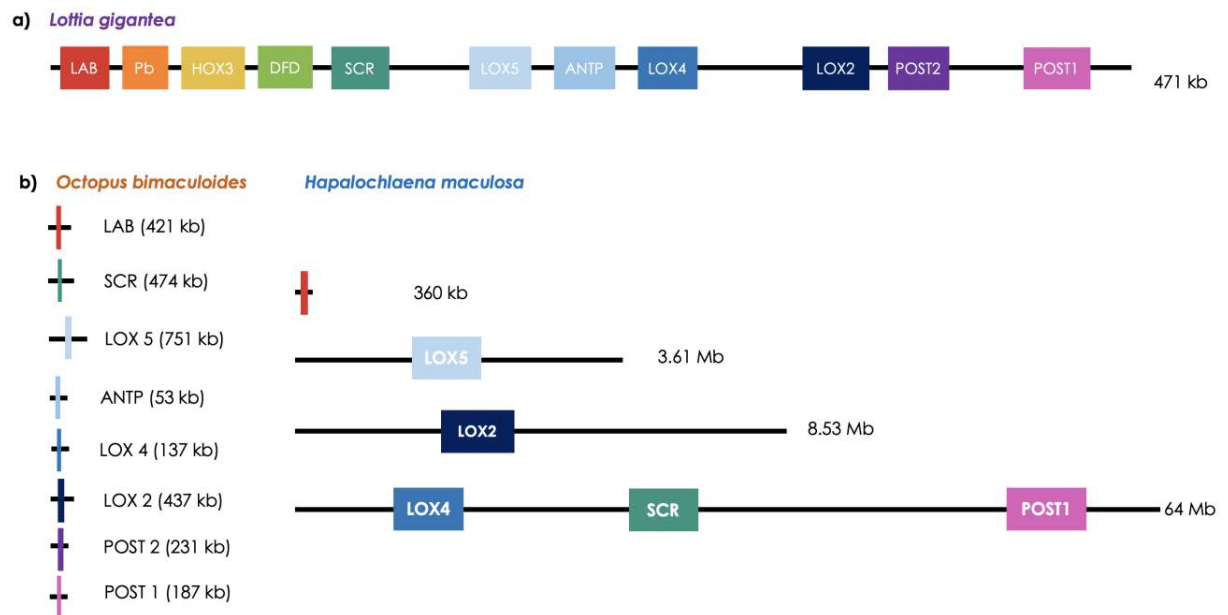 a) Lottia gigantea
LAB Pb HOX3 DFD SCR LOX5 ANTP LOX4 LOX2 POST2 POST1
471 kb
b) Octopus bimaculoides Hapalochlaena maculosa
LAB (421 kb)
SCR (474 kb)
360 kb
LOX 5 (751 kb)
LOX5 3.61 Mb
ANTP (53 kb)
LOX 4 (137 kb)
LOX2 8.53 Mb
LOX 2 (437 kb)
LOX4 SCR POST1 64 Mb
POST 2 (231 kb)
POST 1 (187 kb)